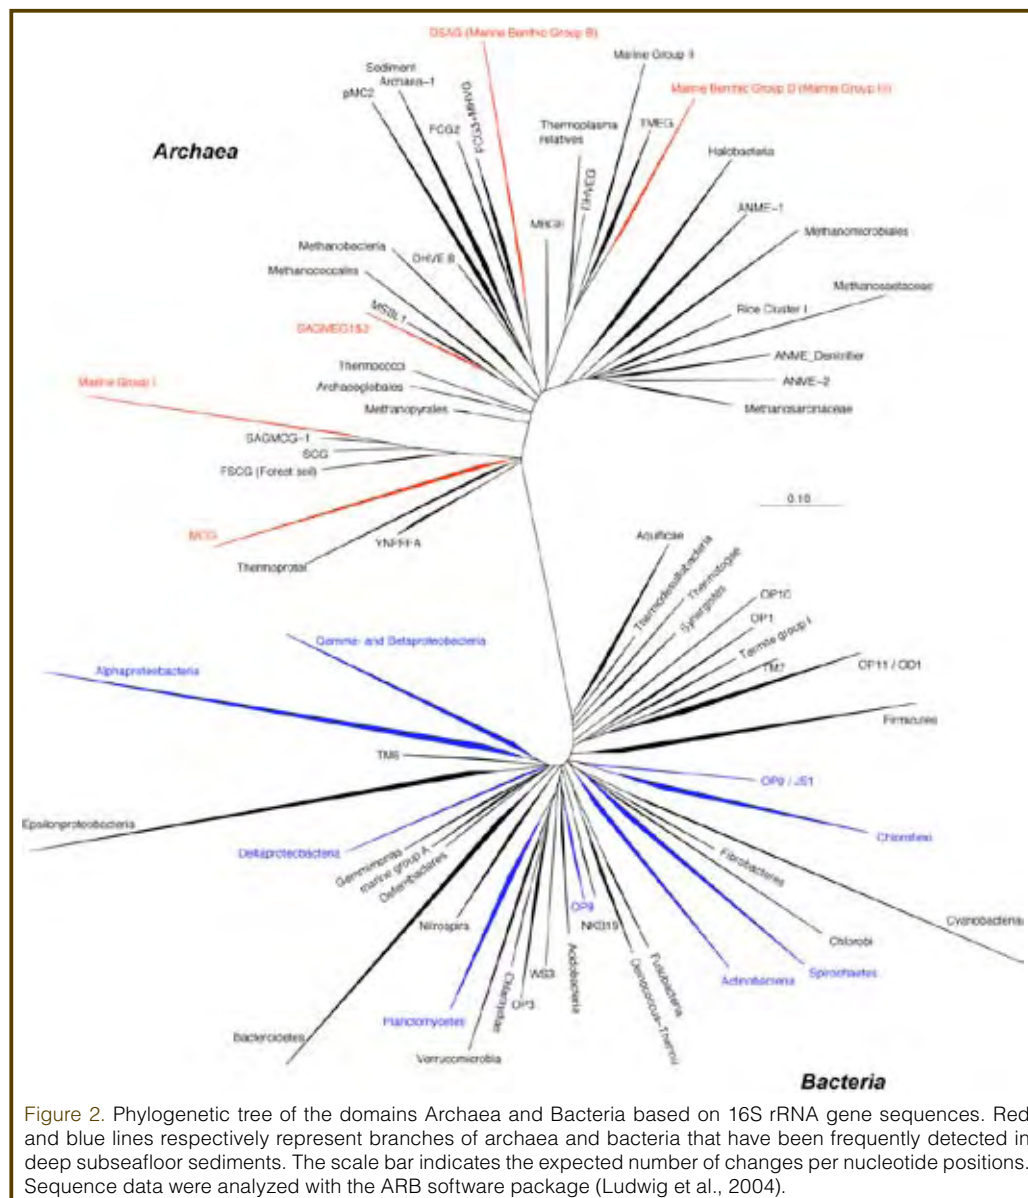 DSAG (Marine Benthic Group B)
Marine Group II
Sediment
Archaea-1
pMC2
Marine Benthic Group D (Marine Group III)
FCG2
FCG3+MHVG
Thermoplasma
relatives
TMEG
Archaea
DHVEG
Halobacteria
ANME-1
MBGE
Methanomicrobiales
Methanobacteria
DHVE 8
Methanococcales
Methanosaetaceae
MSBL1
SAGMEG1&2
Rice Cluster I
Thermococci
ANME_Denitrifier
Marine Group I
Archaeglobales
ANME-2
Methanopyrales
Methanosarcinaceae
SAGMCG-1
SCG
FSCG (Forest soil)
0.10
MCG
YNPFFA
Thermoprotei
Aquificae
Thermodesulfobacteria
Thermotogae
Synergistes
OP10
OP1
Termite group I
TM7
OP11 / OD1
Gamma- and Betaproteobacteria
Alphaproteobacteria
Firmicutes
TM6
OP9 / JS1
Epsilonproteobacteria
Chloroflexi
Deltaproteobacteria
Gemmimonas
marine group A
Deferribacteres
Fibrobacteres
OP8
NKB19
Cyanobacteria
Nitrospira
Chlorobi
Spirochaetes
Actinobacteria
Planctomycetes
WS3
Acidobacteria
Fusobacteria
Deinococcus-Thermus
Chlamydiae
OP3
Bacteroidetes
Verrucomicrobia
Bacteria
Figure 2. Phylogenetic tree of the domains Archaea and Bacteria based on 16S rRNA gene sequences. Red
and blue lines respectively represent branches of archaea and bacteria that have been frequently detected in
deep subseafloor sediments. The scale bar indicates the expected number of changes per nucleotide positions.
Sequence data were analyzed with the ARB software package (Ludwig et al., 2004).